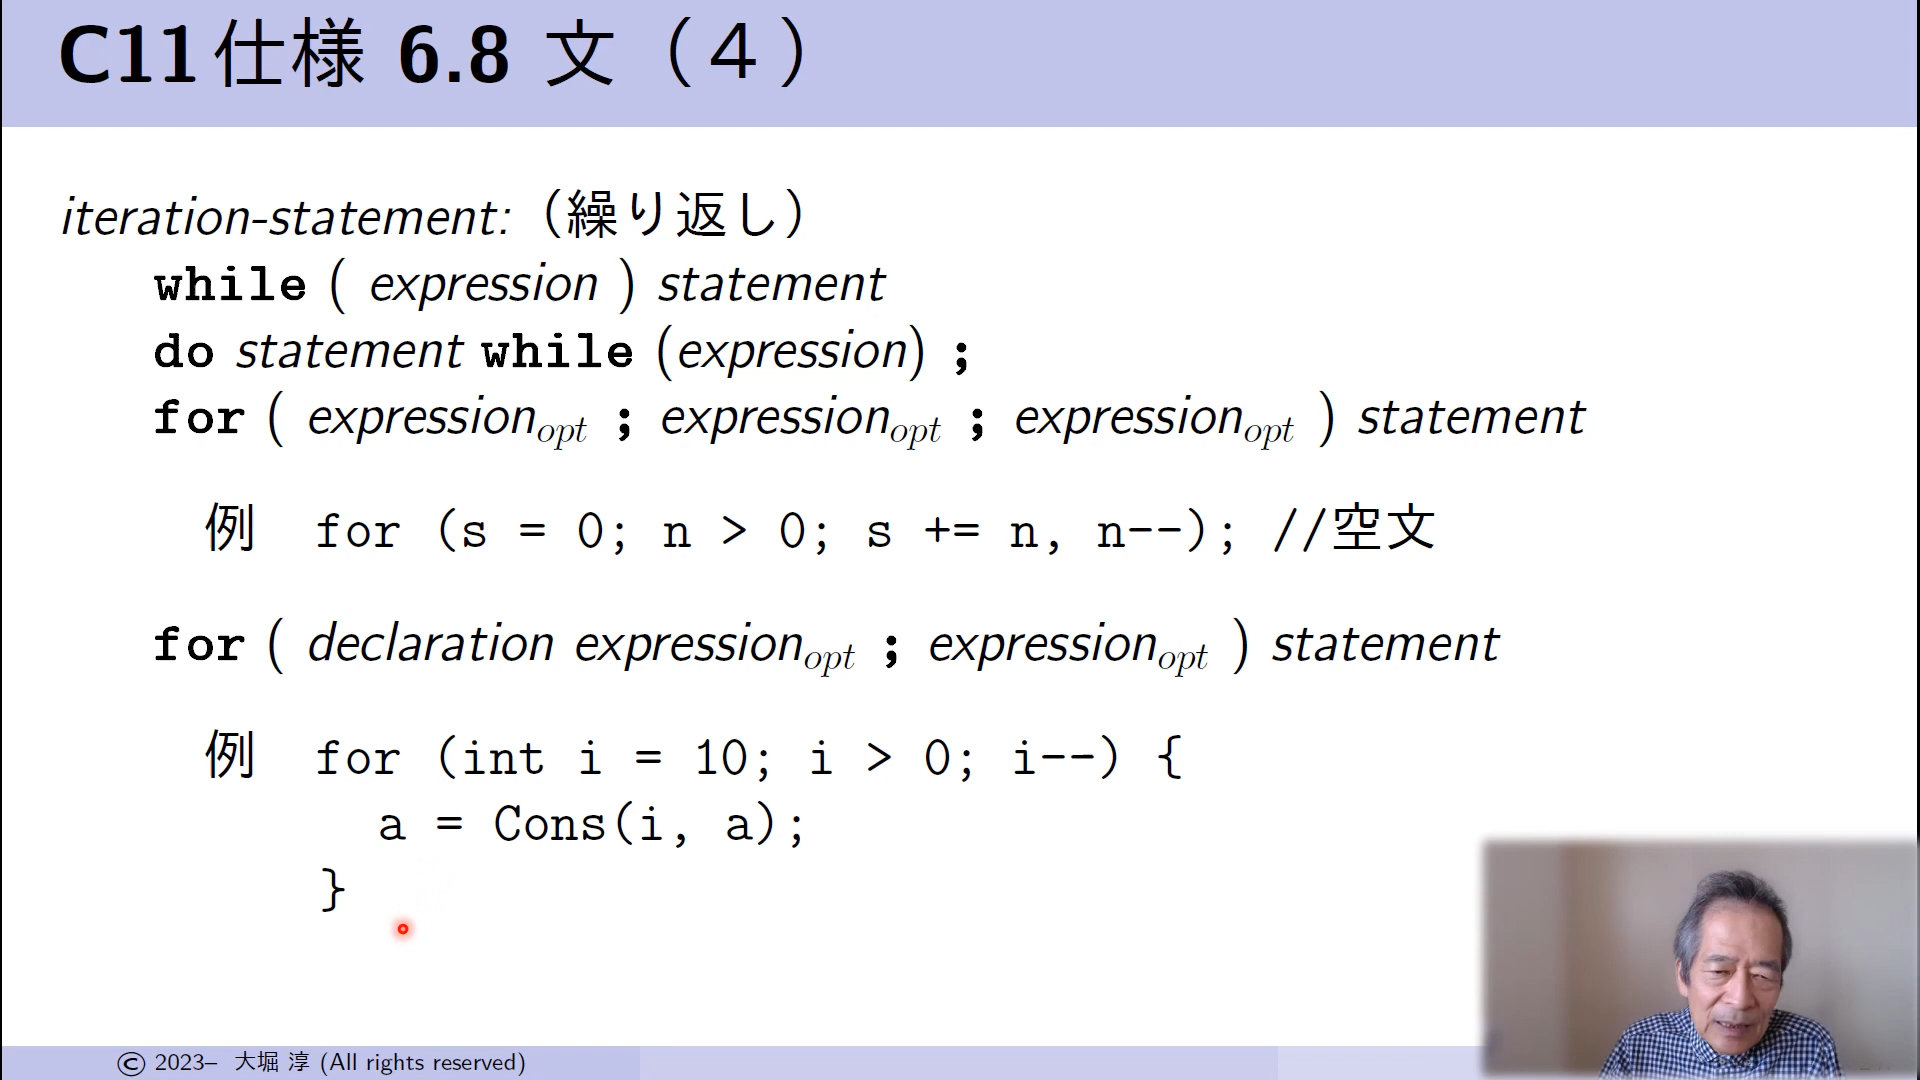 C11仕様 6.8 文（４）
iteration-statement:（繰り返し）
while ( expression ) statement
do statement while (expression) ;
for ( expressionopt ; expressionopt ; expressionopt ) statement
例 for (s = 0; n > 0; s += n, n--); //空文
for ( declaration expressionopt ; expressionopt ) statement
例 for (int i = 10; i > 0; i--) {
a = Cons(i, a);
}
© 2023– 大堀 淳 (All rights reserved)